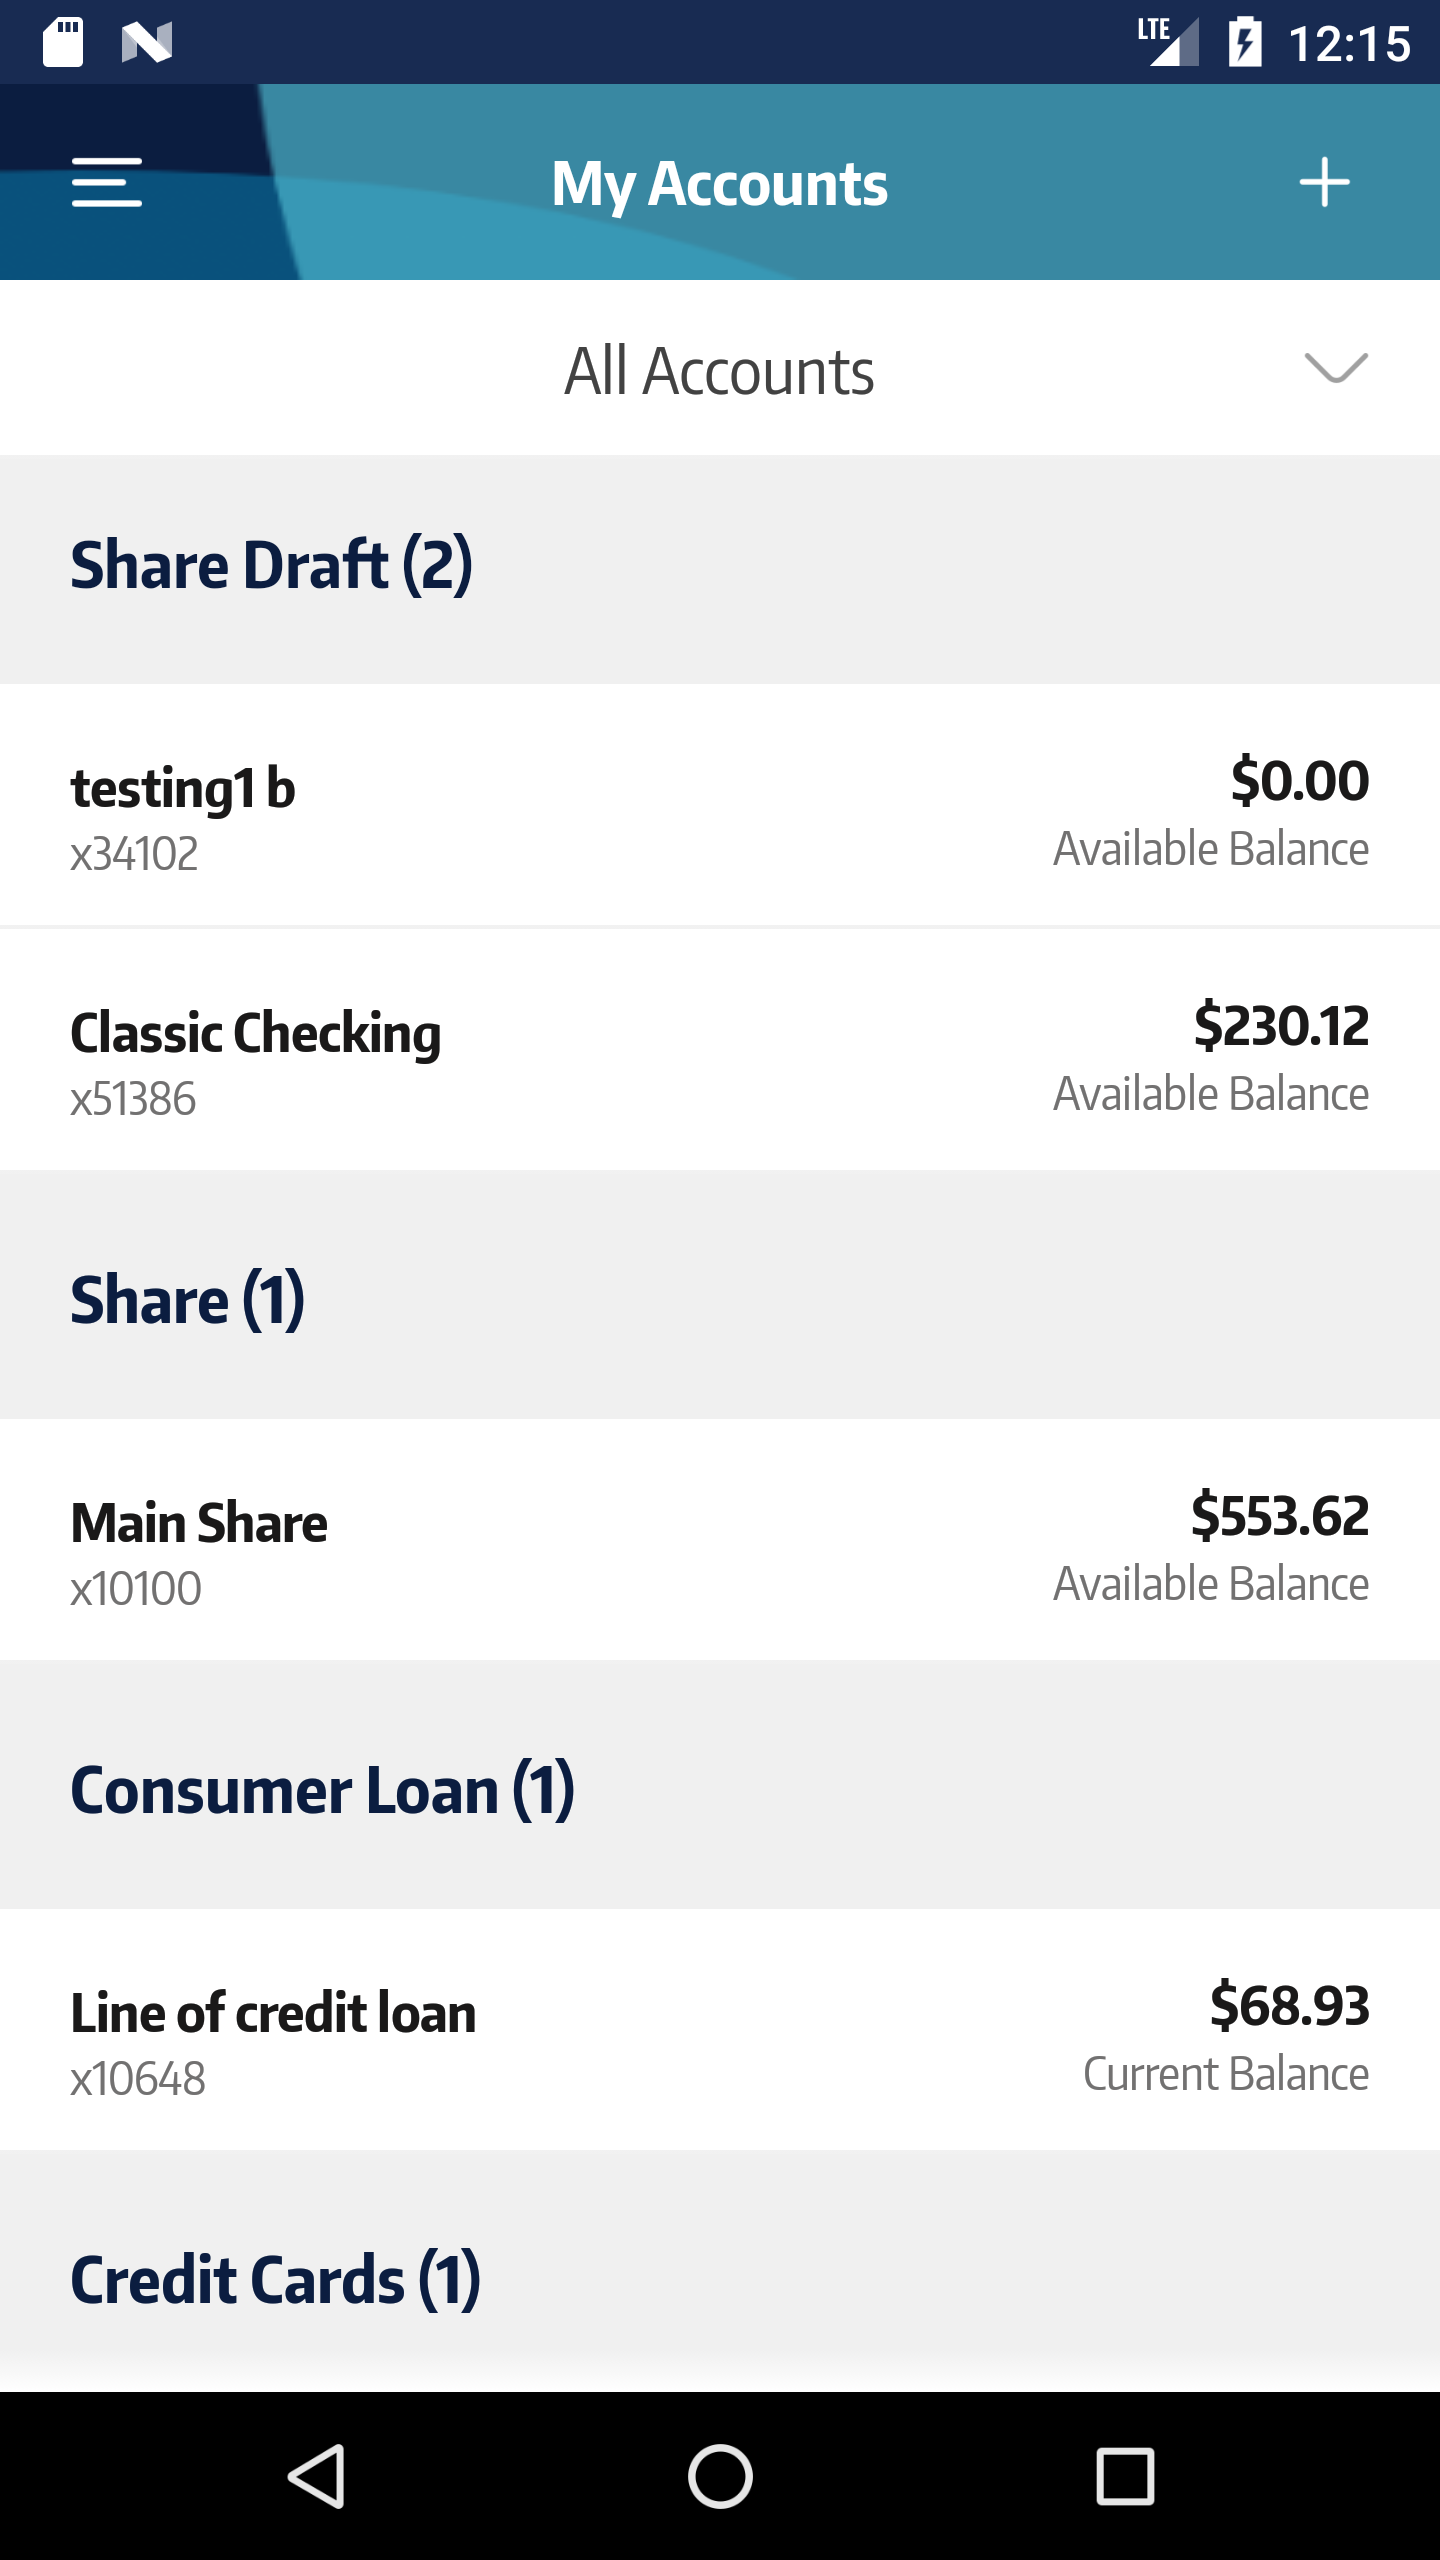 LTE 12:15
My Accounts
All Accounts
Share Draft (2)
testing1 b
$0.00
x34102
Available Balance
Classic Checking
$230.12
x51386
Available Balance
Share (1)
Main Share
$553.62
x10100
Available Balance
Consumer Loan (1)
Line of credit loan
$68.93
x10648
Current Balance
Credit Cards (1)